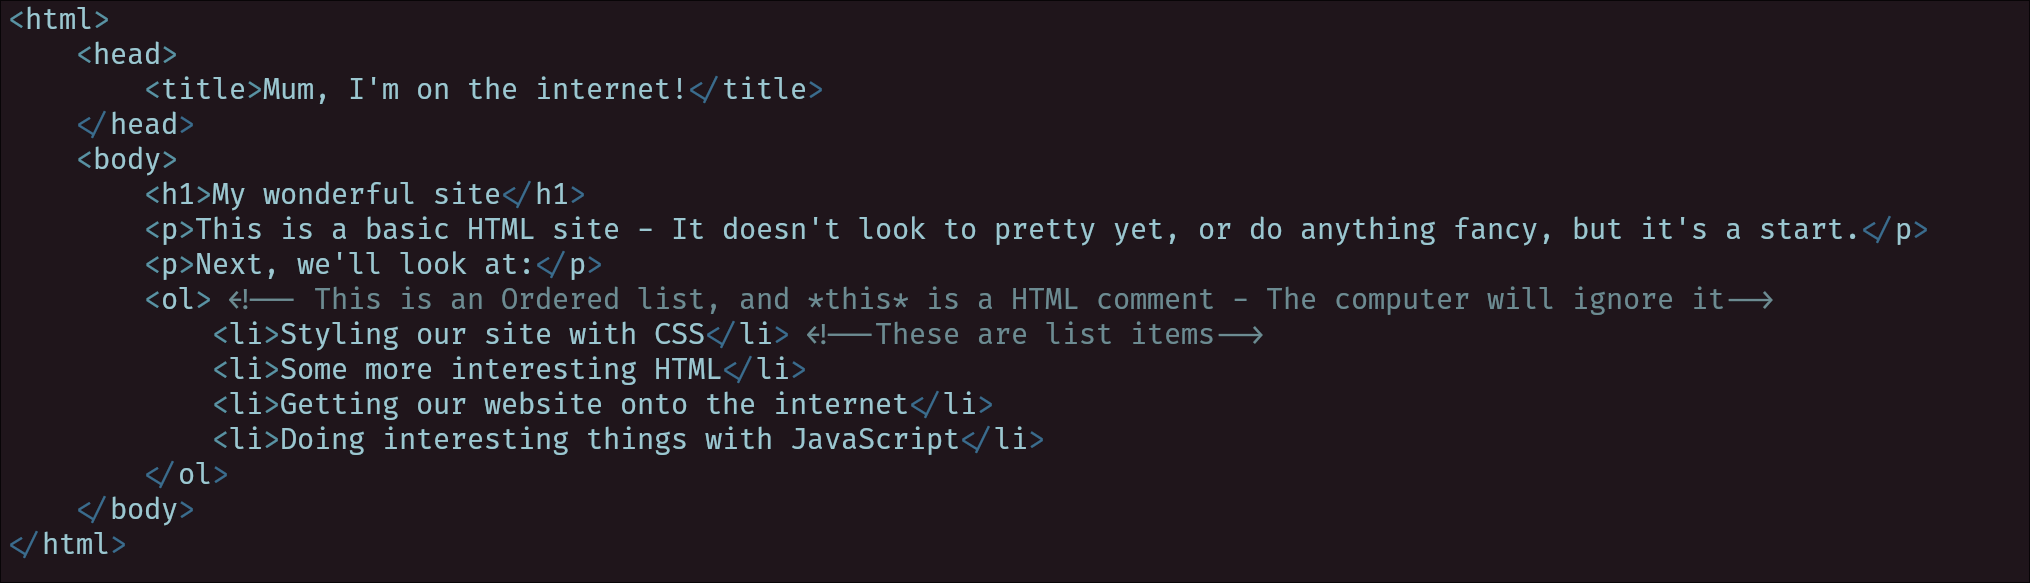 <html>
    <head>
        <title>Mum, I'm on the internet!</title>
    </head>
    <body>
        <h1>My wonderful site</h1>
        <p>This is a basic HTML site - It doesn't look to pretty yet, or do anything fancy, but it's a start.</p>
        <p>Next, we'll look at:</p>
        <ol> <!-- This is an Ordered list, and *this* is a HTML comment - The computer will ignore it-->
            <li>Styling our site with CSS</li> <!--These are list items-->
            <li>Some more interesting HTML</li>
            <li>Getting our website onto the internet</li>
            <li>Doing interesting things with JavaScript</li>
        </ol>
    </body>
</html>